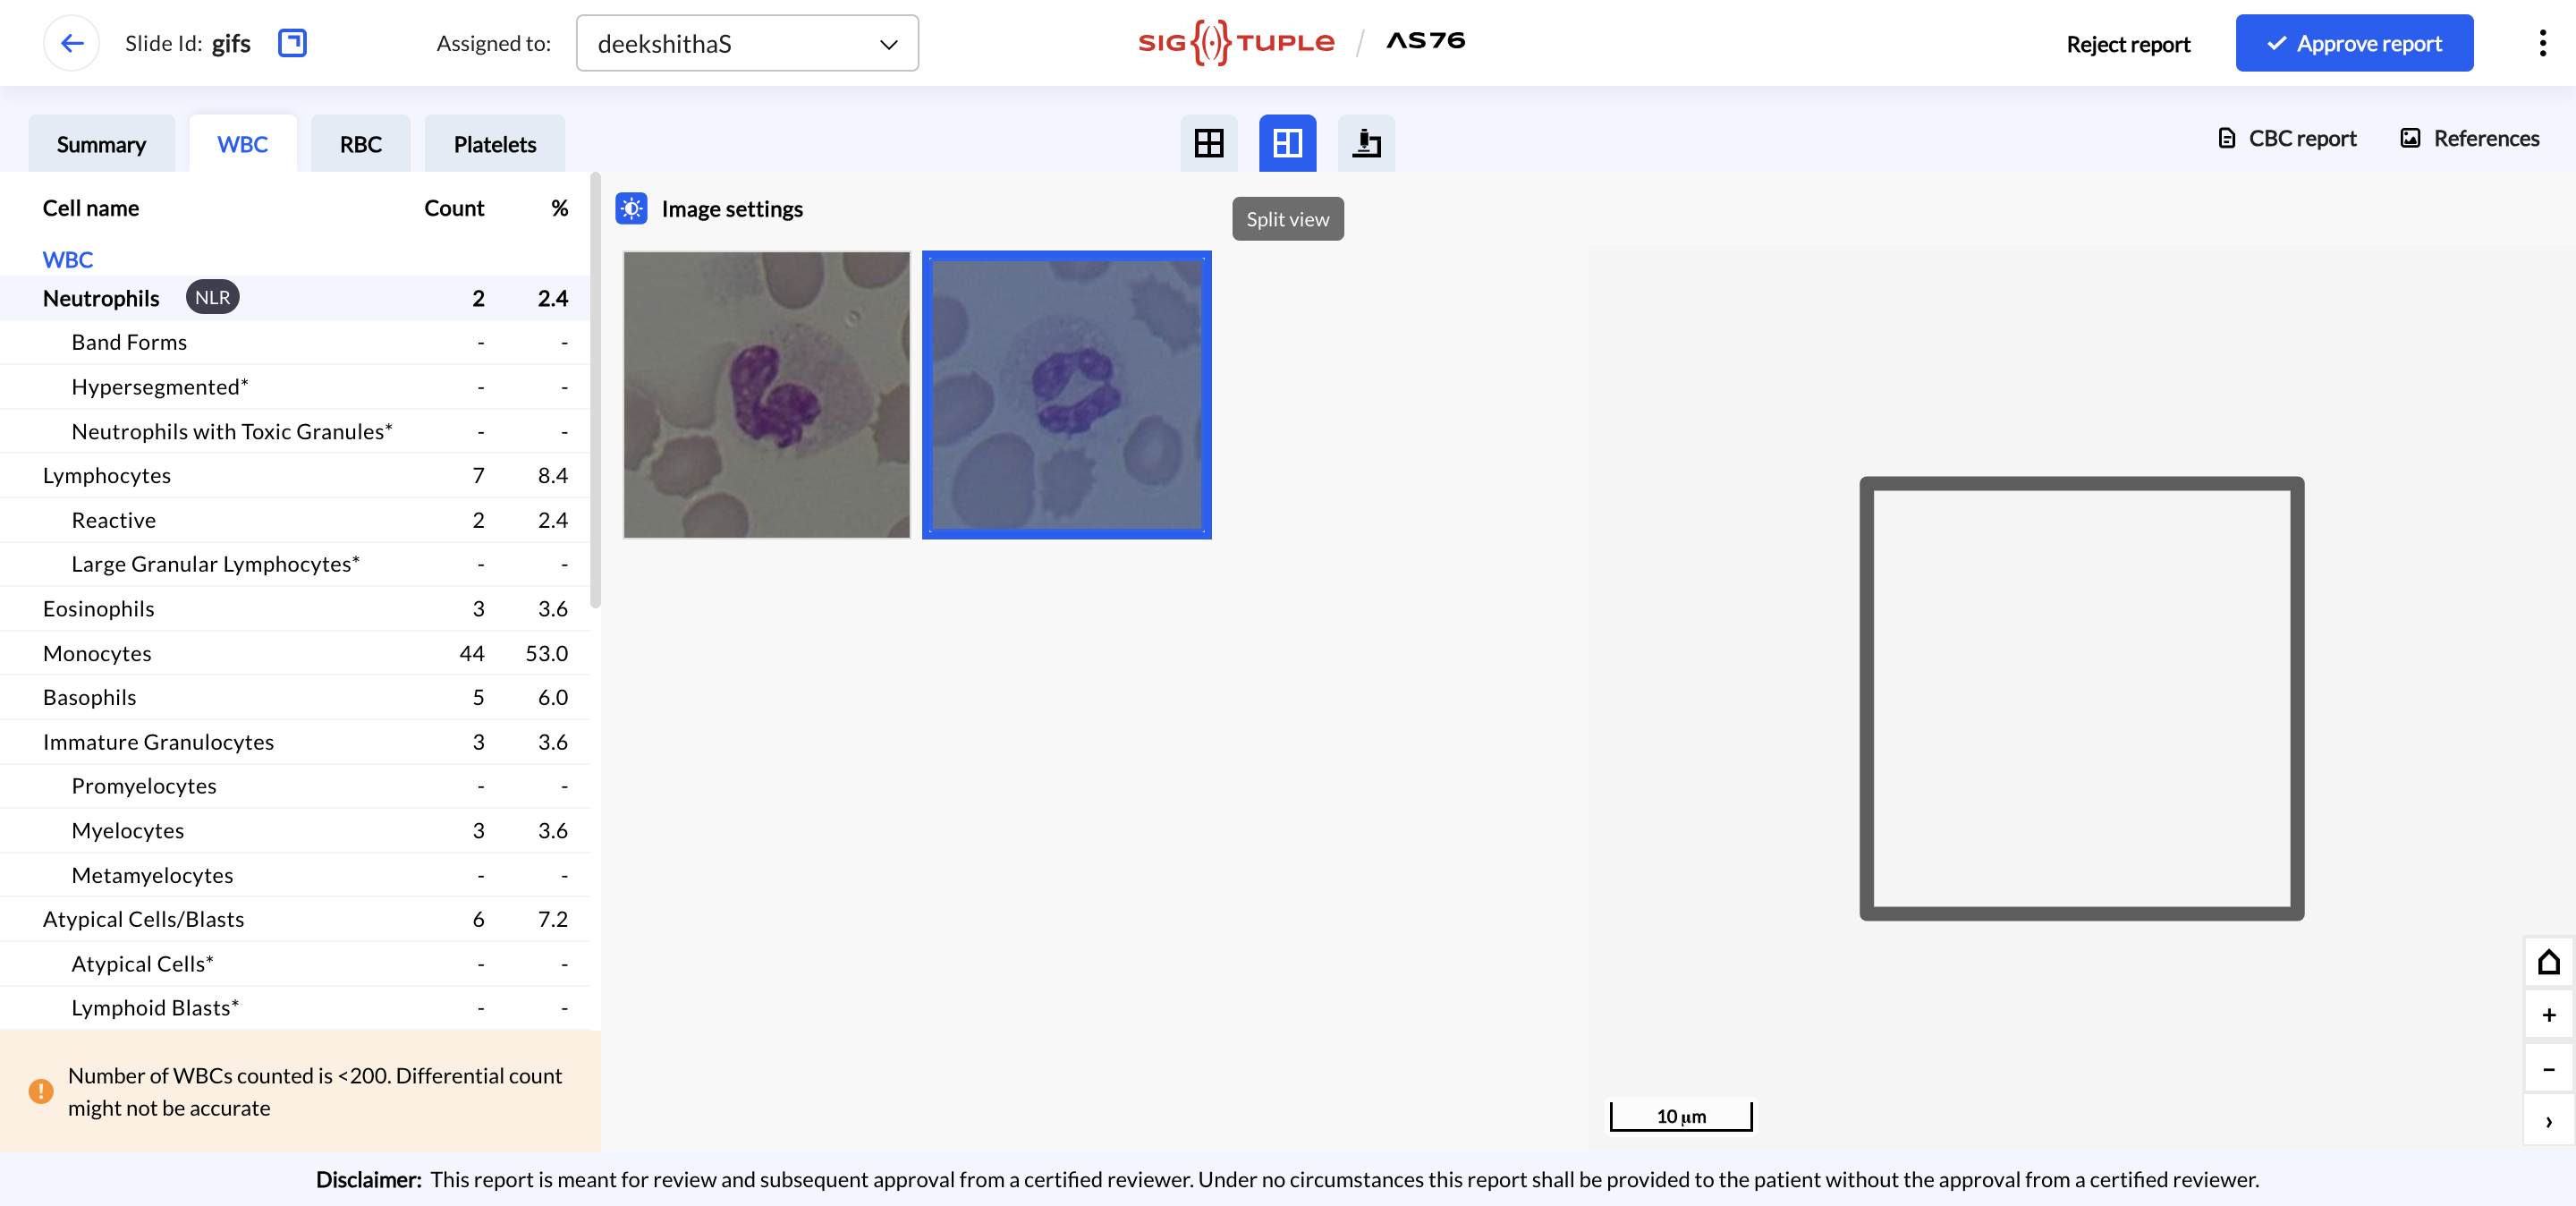 Slide Id: gifs
Assigned to: deekshithaS
SIG{(·)}TUPLE / AS76
Reject report
Approve report
Summary
WBC
RBC
Platelets
CBC report
References
Cell name Count %
Image settings
Split view
WBC
Neutrophils NLR 2 2.4
Band Forms - -
Hypersegmented* - -
Neutrophils with Toxic Granules* - -
Lymphocytes 7 8.4
Reactive 2 2.4
Large Granular Lymphocytes* - -
Eosinophils 3 3.6
Monocytes 44 53.0
Basophils 5 6.0
Immature Granulocytes 3 3.6
Promyelocytes - -
Myelocytes 3 3.6
Metamyelocytes - -
Atypical Cells/Blasts 6 7.2
Atypical Cells* - -
Lymphoid Blasts* - -
Number of WBCs counted is <200. Differential count
might not be accurate
10 µm
Disclaimer: This report is meant for review and subsequent approval from a certified reviewer. Under no circumstances this report shall be provided to the patient without the approval from a certified reviewer.